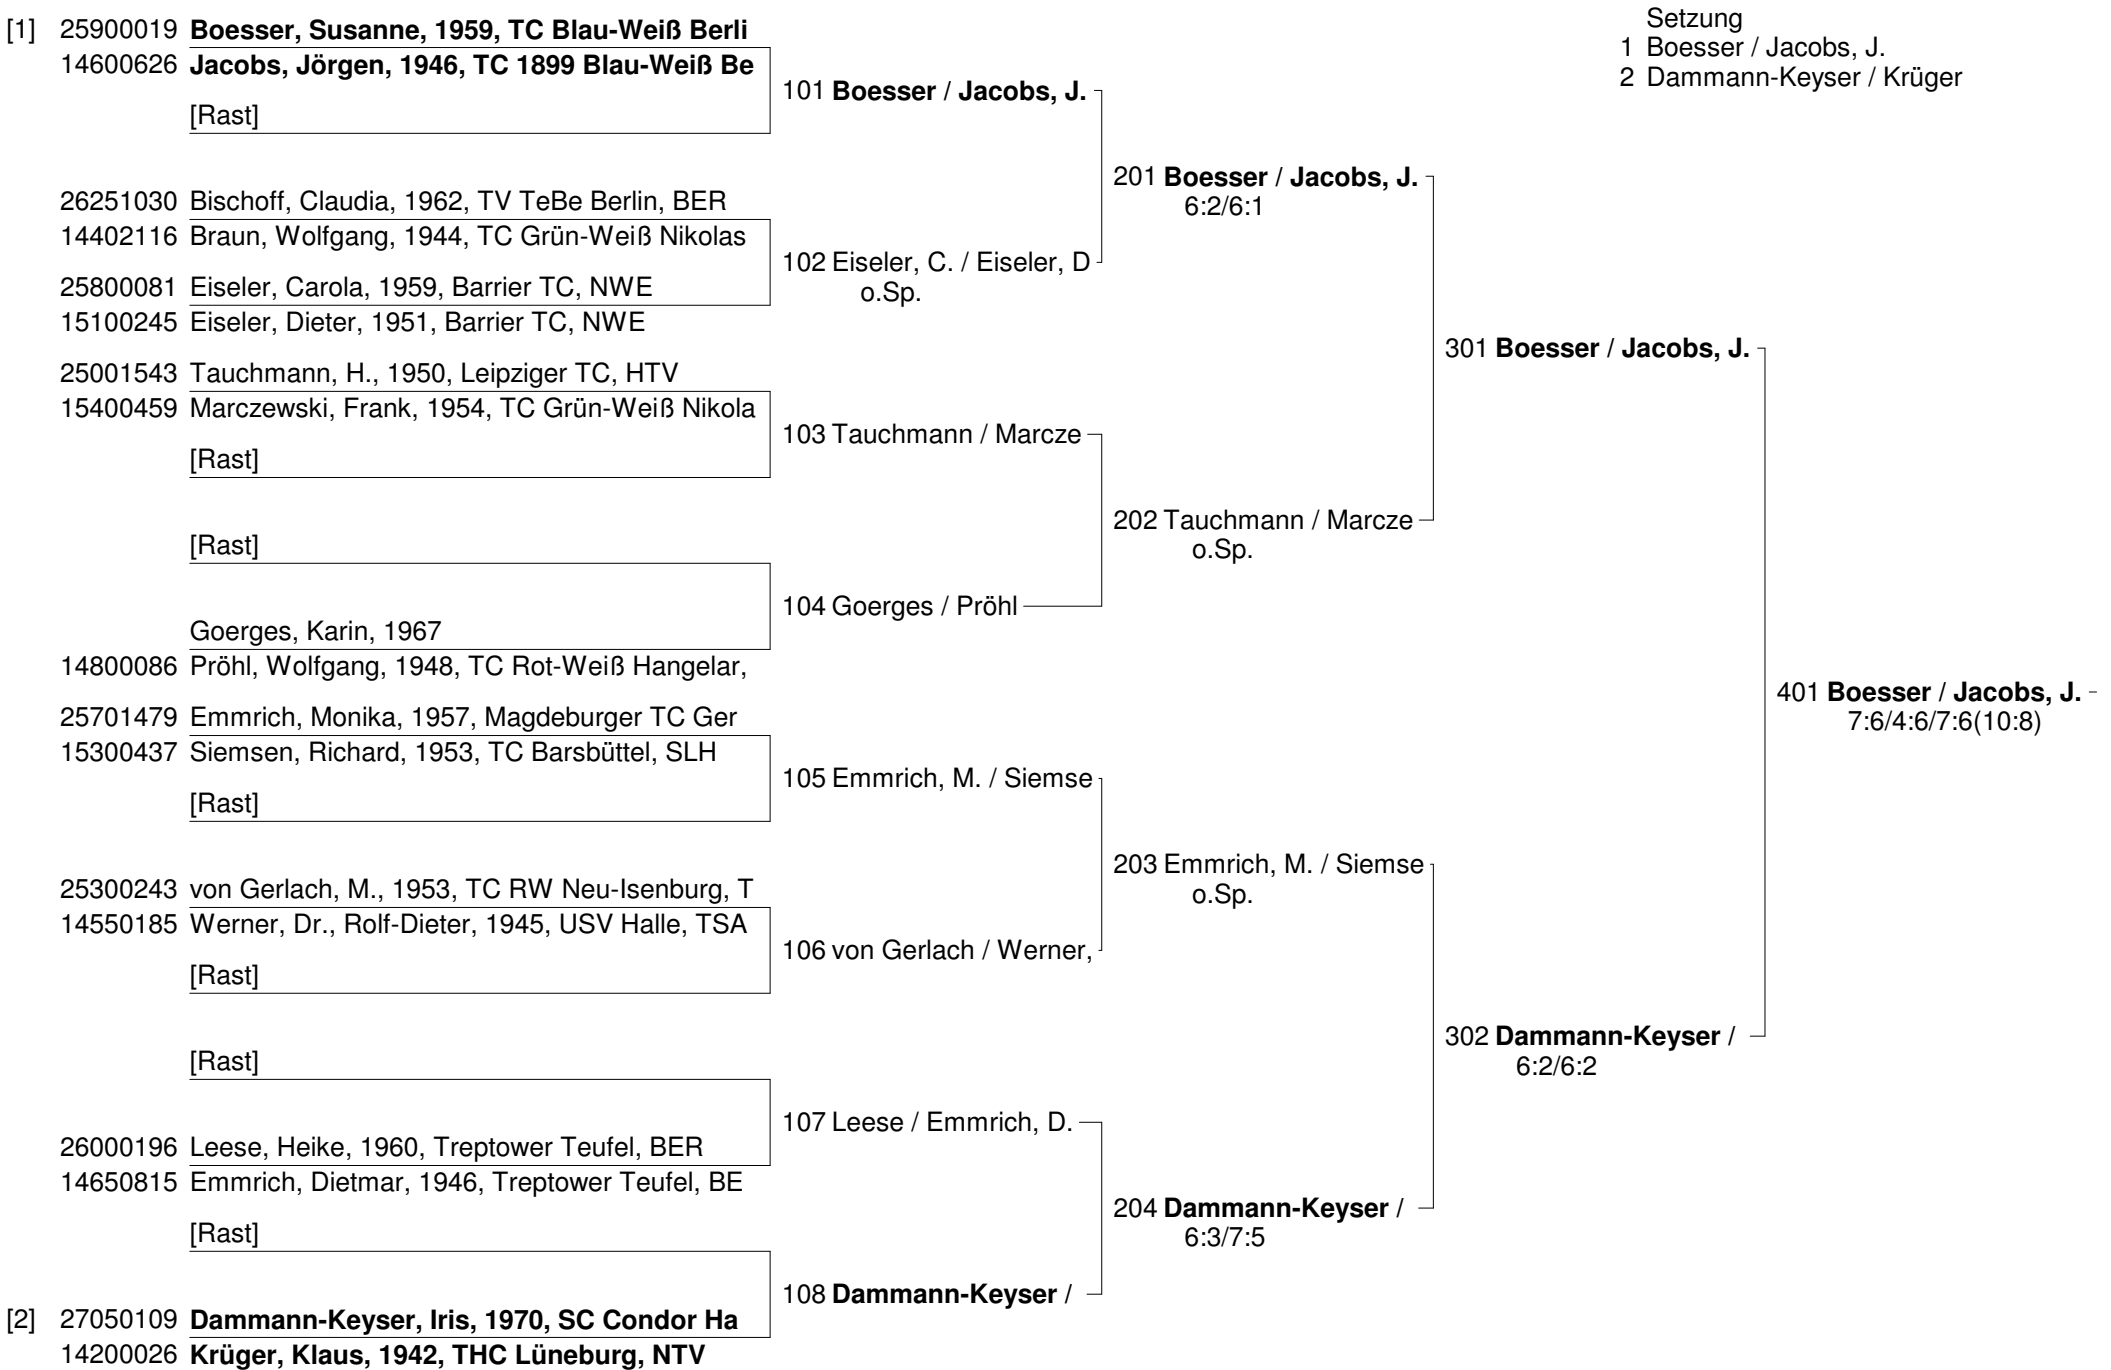 Setzung
1 Boesser / Jacobs, J.
2 Dammann-Keyser / Krüger
[1] 25900019 Boesser, Susanne, 1959, TC Blau-Weiß Berli
14600626 Jacobs, Jörgen, 1946, TC 1899 Blau-Weiß Be
[Rast]
26251030 Bischoff, Claudia, 1962, TV TeBe Berlin, BER
14402116 Braun, Wolfgang, 1944, TC Grün-Weiß Nikolas
25800081 Eiseler, Carola, 1959, Barrier TC, NWE
15100245 Eiseler, Dieter, 1951, Barrier TC, NWE
25001543 Tauchmann, H., 1950, Leipziger TC, HTV
15400459 Marczewski, Frank, 1954, TC Grün-Weiß Nikola
[Rast]
[Rast]
Goerges, Karin, 1967
14800086 Pröhl, Wolfgang, 1948, TC Rot-Weiß Hangelar,
25701479 Emmrich, Monika, 1957, Magdeburger TC Ger
15300437 Siemsen, Richard, 1953, TC Barsbüttel, SLH
[Rast]
25300243 von Gerlach, M., 1953, TC RW Neu-Isenburg, T
14550185 Werner, Dr., Rolf-Dieter, 1945, USV Halle, TSA
[Rast]
[Rast]
26000196 Leese, Heike, 1960, Treptower Teufel, BER
14650815 Emmrich, Dietmar, 1946, Treptower Teufel, BE
[Rast]
[2] 27050109 Dammann-Keyser, Iris, 1970, SC Condor Ha
14200026 Krüger, Klaus, 1942, THC Lüneburg, NTV
101 Boesser / Jacobs, J.
102 Eiseler, C. / Eiseler, D
o.Sp.
103 Tauchmann / Marcze
104 Goerges / Pröhl
105 Emmrich, M. / Siemse
106 von Gerlach / Werner,
107 Leese / Emmrich, D.
108 Dammann-Keyser /
201 Boesser / Jacobs, J.
6:2/6:1
202 Tauchmann / Marcze
o.Sp.
203 Emmrich, M. / Siemse
o.Sp.
204 Dammann-Keyser /
6:3/7:5
301 Boesser / Jacobs, J.
302 Dammann-Keyser /
6:2/6:2
401 Boesser / Jacobs, J.
7:6/4:6/7:6(10:8)